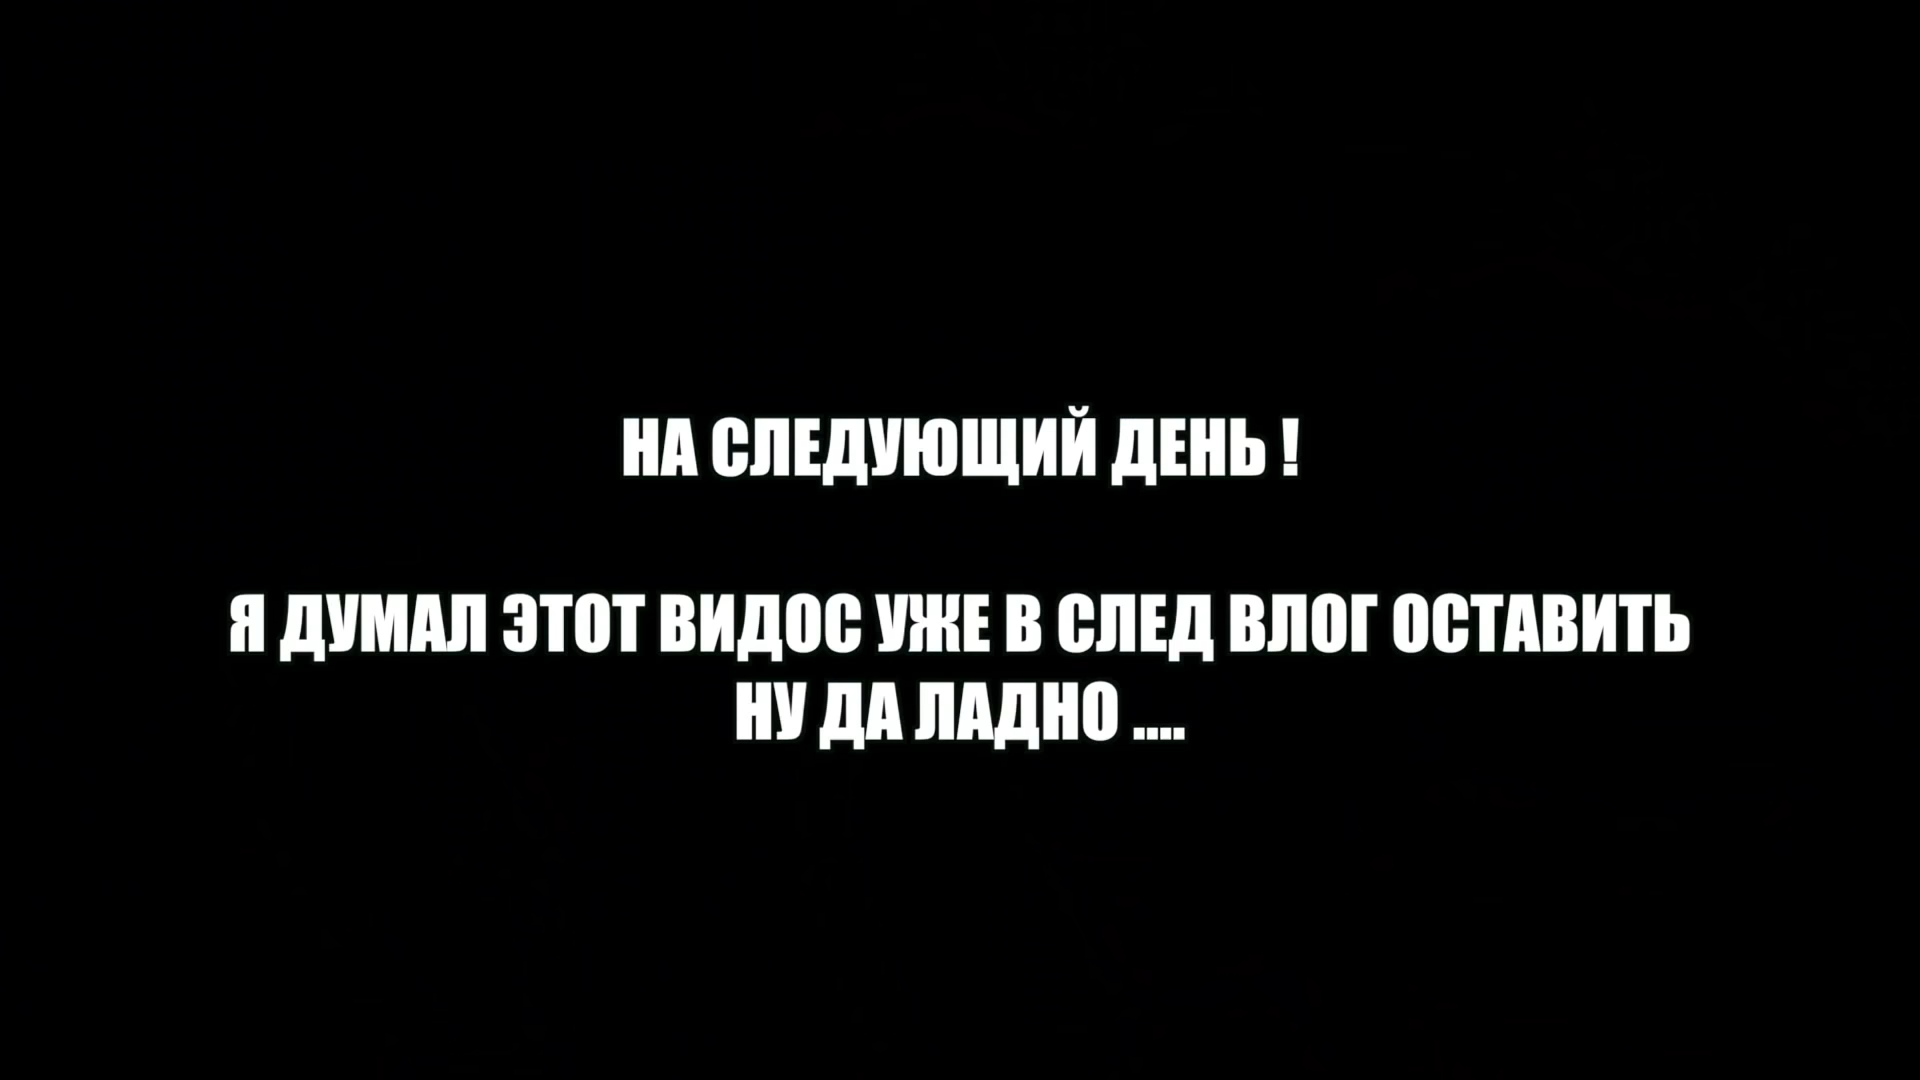 НА СЛЕДУЮЩИЙ ДЕНЬ !
Я ДУМАЛ ЭТОТ ВИДОС УЖЕ В СЛЕД ВЛОГ ОСТАВИТЬ
НУ ДА ЛАДНО ....